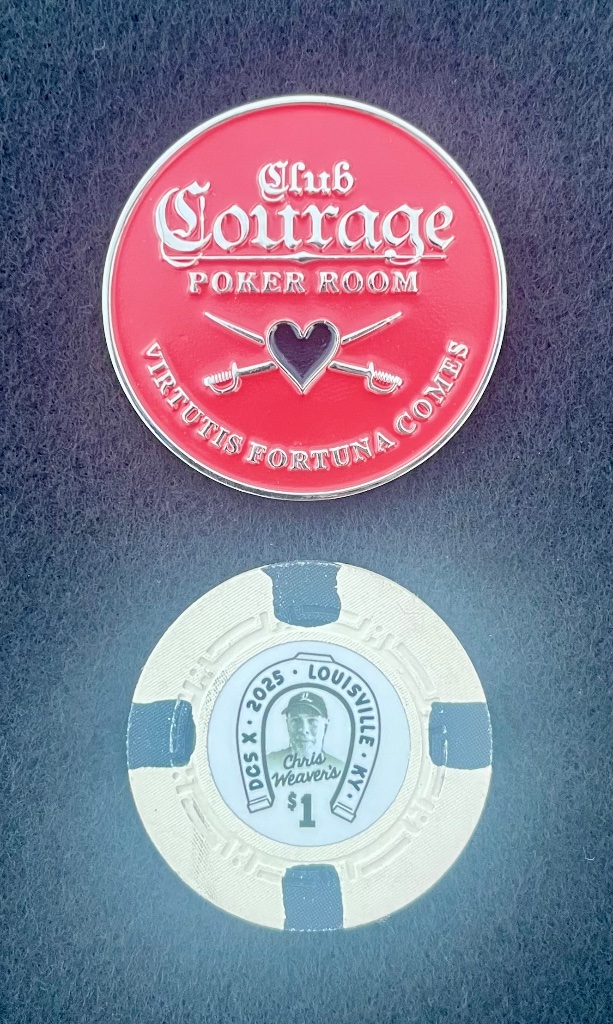 Club
Courage
POKER ROOM
VIRTUTIS FORTUNA COMES
DGS X · 2025 · LOUISVILLE · KY ·
Chris
Weaver's
$1